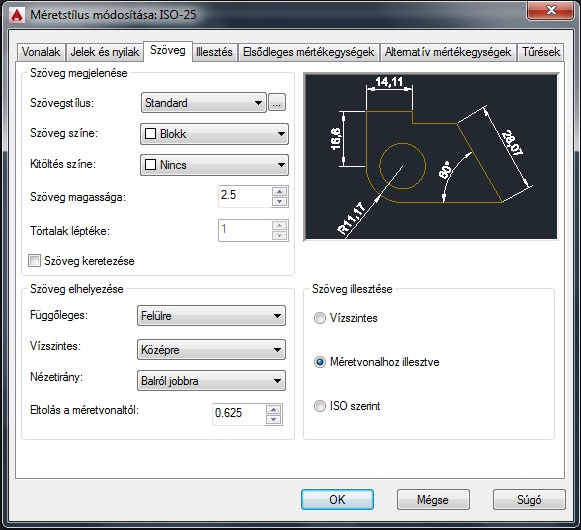 Méretstílus módosítása: ISO-25
Vonalak Jelek és nyilak Szöveg Illesztés Elsődleges mértékegységek Alternatív mértékegységek Tűrések
Szöveg megjelenése
Szövegstílus: Standard ...
Szöveg színe: Blokk
Kitöltés színe: Nincs
Szöveg magassága: 2.5
Törtalak léptéke: 1
Szöveg keretezése
14,11
16,6
28,07
60°
R11,17
Szöveg elhelyezése
Függőleges: Felülre
Vízszintes: Középre
Nézetirány: Balról jobbra
Eltolás a méretvonaltól: 0.625
Szöveg illesztése
Vízszintes
Méretvonalhoz illesztve
ISO szerint
OK Mégse Súgó